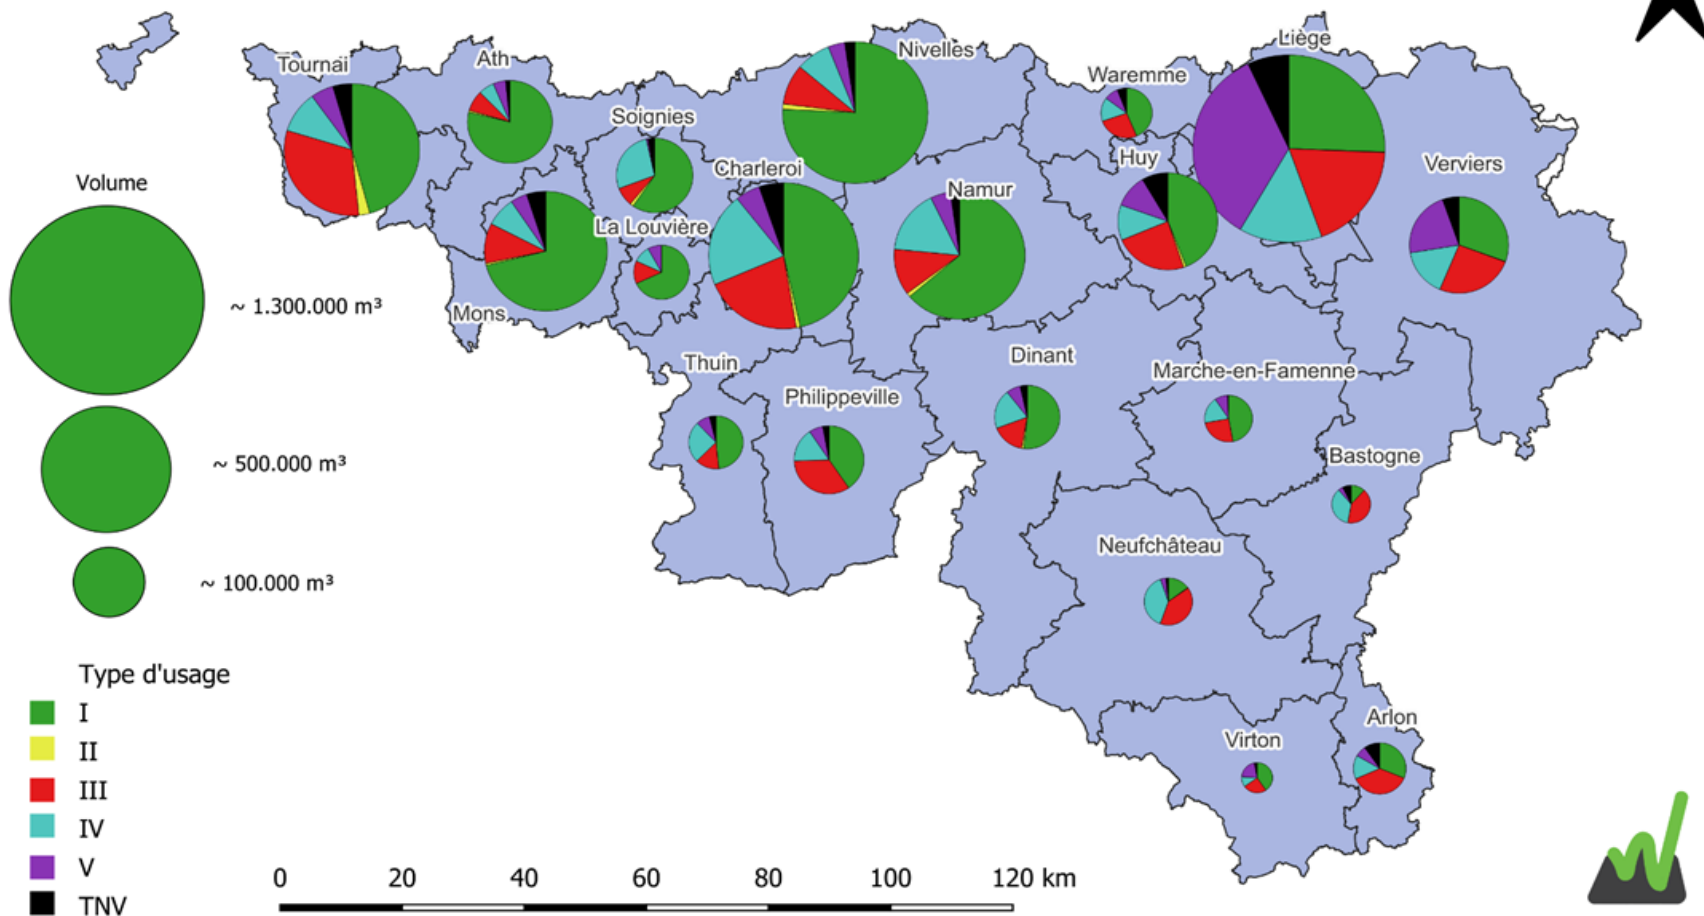 Liège
Tournai
Ath
Nivelles
Waremme
Soignies
Huy
Verviers
Charleroi
Namur
Volume
La Louvière
~ 1.300.000 m³
Mons
Dinant
Thuin
Marche-en-Famenne
Philippeville
~ 500.000 m³
Bastogne
Neufchâteau
~ 100.000 m³
Type d'usage
I
II
III
IV
V
TNV
Arlon
Virton
0 20 40 60 80 100 120 km